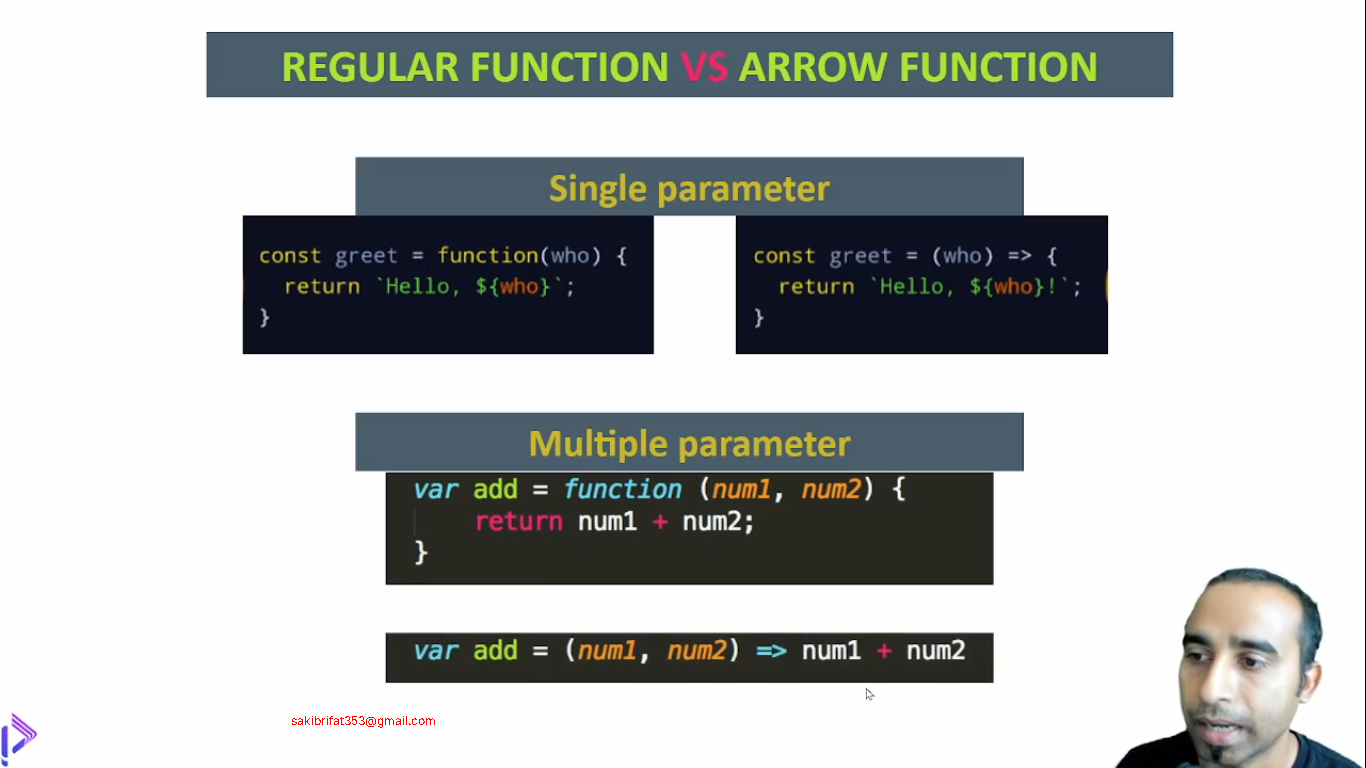 REGULAR FUNCTION VS ARROW FUNCTION
Single parameter
const greet = function(who) {
  return `Hello, ${who}`;
}
const greet = (who) => {
  return `Hello, ${who}!`;
}
Multiple parameter
var add = function (num1, num2) {
    return num1 + num2;
}
var add = (num1, num2) => num1 + num2
sakibrifat353@gmail.com